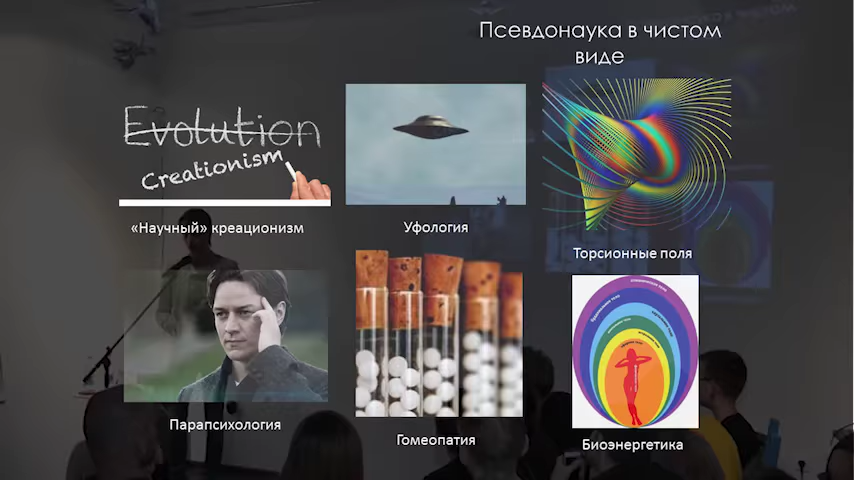 Псевдонаука в чистом
виде
Evolution
Creationism
«Научный» креационизм
Уфология
Торсионные поля
Парапсихология
Гомеопатия
Биоэнергетика